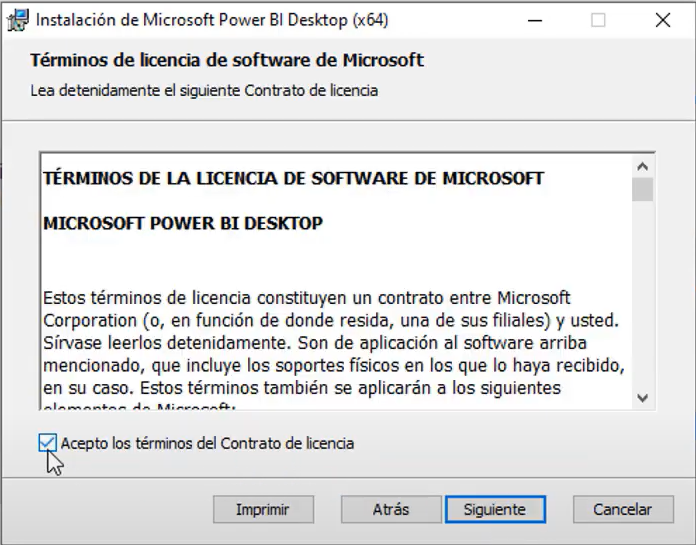 Instalación de Microsoft Power BI Desktop (x64)
Términos de licencia de software de Microsoft
Lea detenidamente el siguiente Contrato de licencia
TÉRMINOS DE LA LICENCIA DE SOFTWARE DE MICROSOFT
MICROSOFT POWER BI DESKTOP
Estos términos de licencia constituyen un contrato entre Microsoft
Corporation (o, en función de donde resida, una de sus filiales) y usted.
Sírvase leerlos detenidamente. Son de aplicación al software arriba
mencionado, que incluye los soportes físicos en los que lo haya recibido,
en su caso. Estos términos también se aplicarán a los siguientes
elementos de Microsoft:
Acepto los términos del Contrato de licencia
Imprimir
Atrás
Siguiente
Cancelar